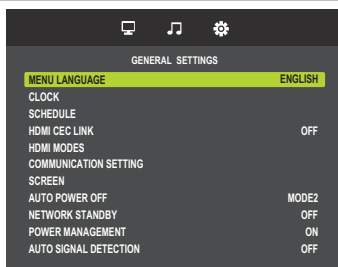 GENERAL SETTINGS
MENU LANGUAGE ENGLISH
CLOCK
SCHEDULE
HDMI CEC LINK OFF
HDMI MODES
COMMUNICATION SETTING
SCREEN
AUTO POWER OFF MODE2
NETWORK STANDBY OFF
POWER MANAGEMENT ON
AUTO SIGNAL DETECTION OFF